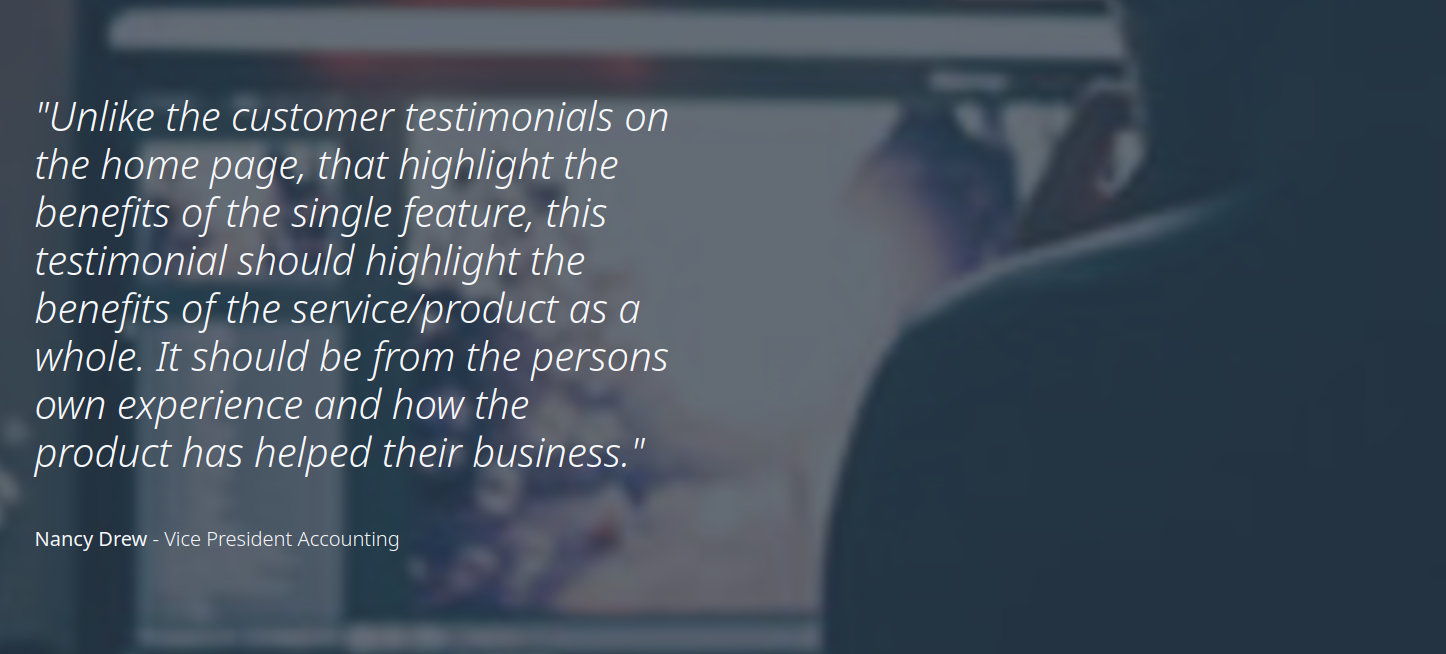 "Unlike the customer testimonials on
the home page, that highlight the
benefits of the single feature, this
testimonial should highlight the
benefits of the service/product as a
whole. It should be from the persons
own experience and how the
product has helped their business."
Nancy Drew - Vice President Accounting